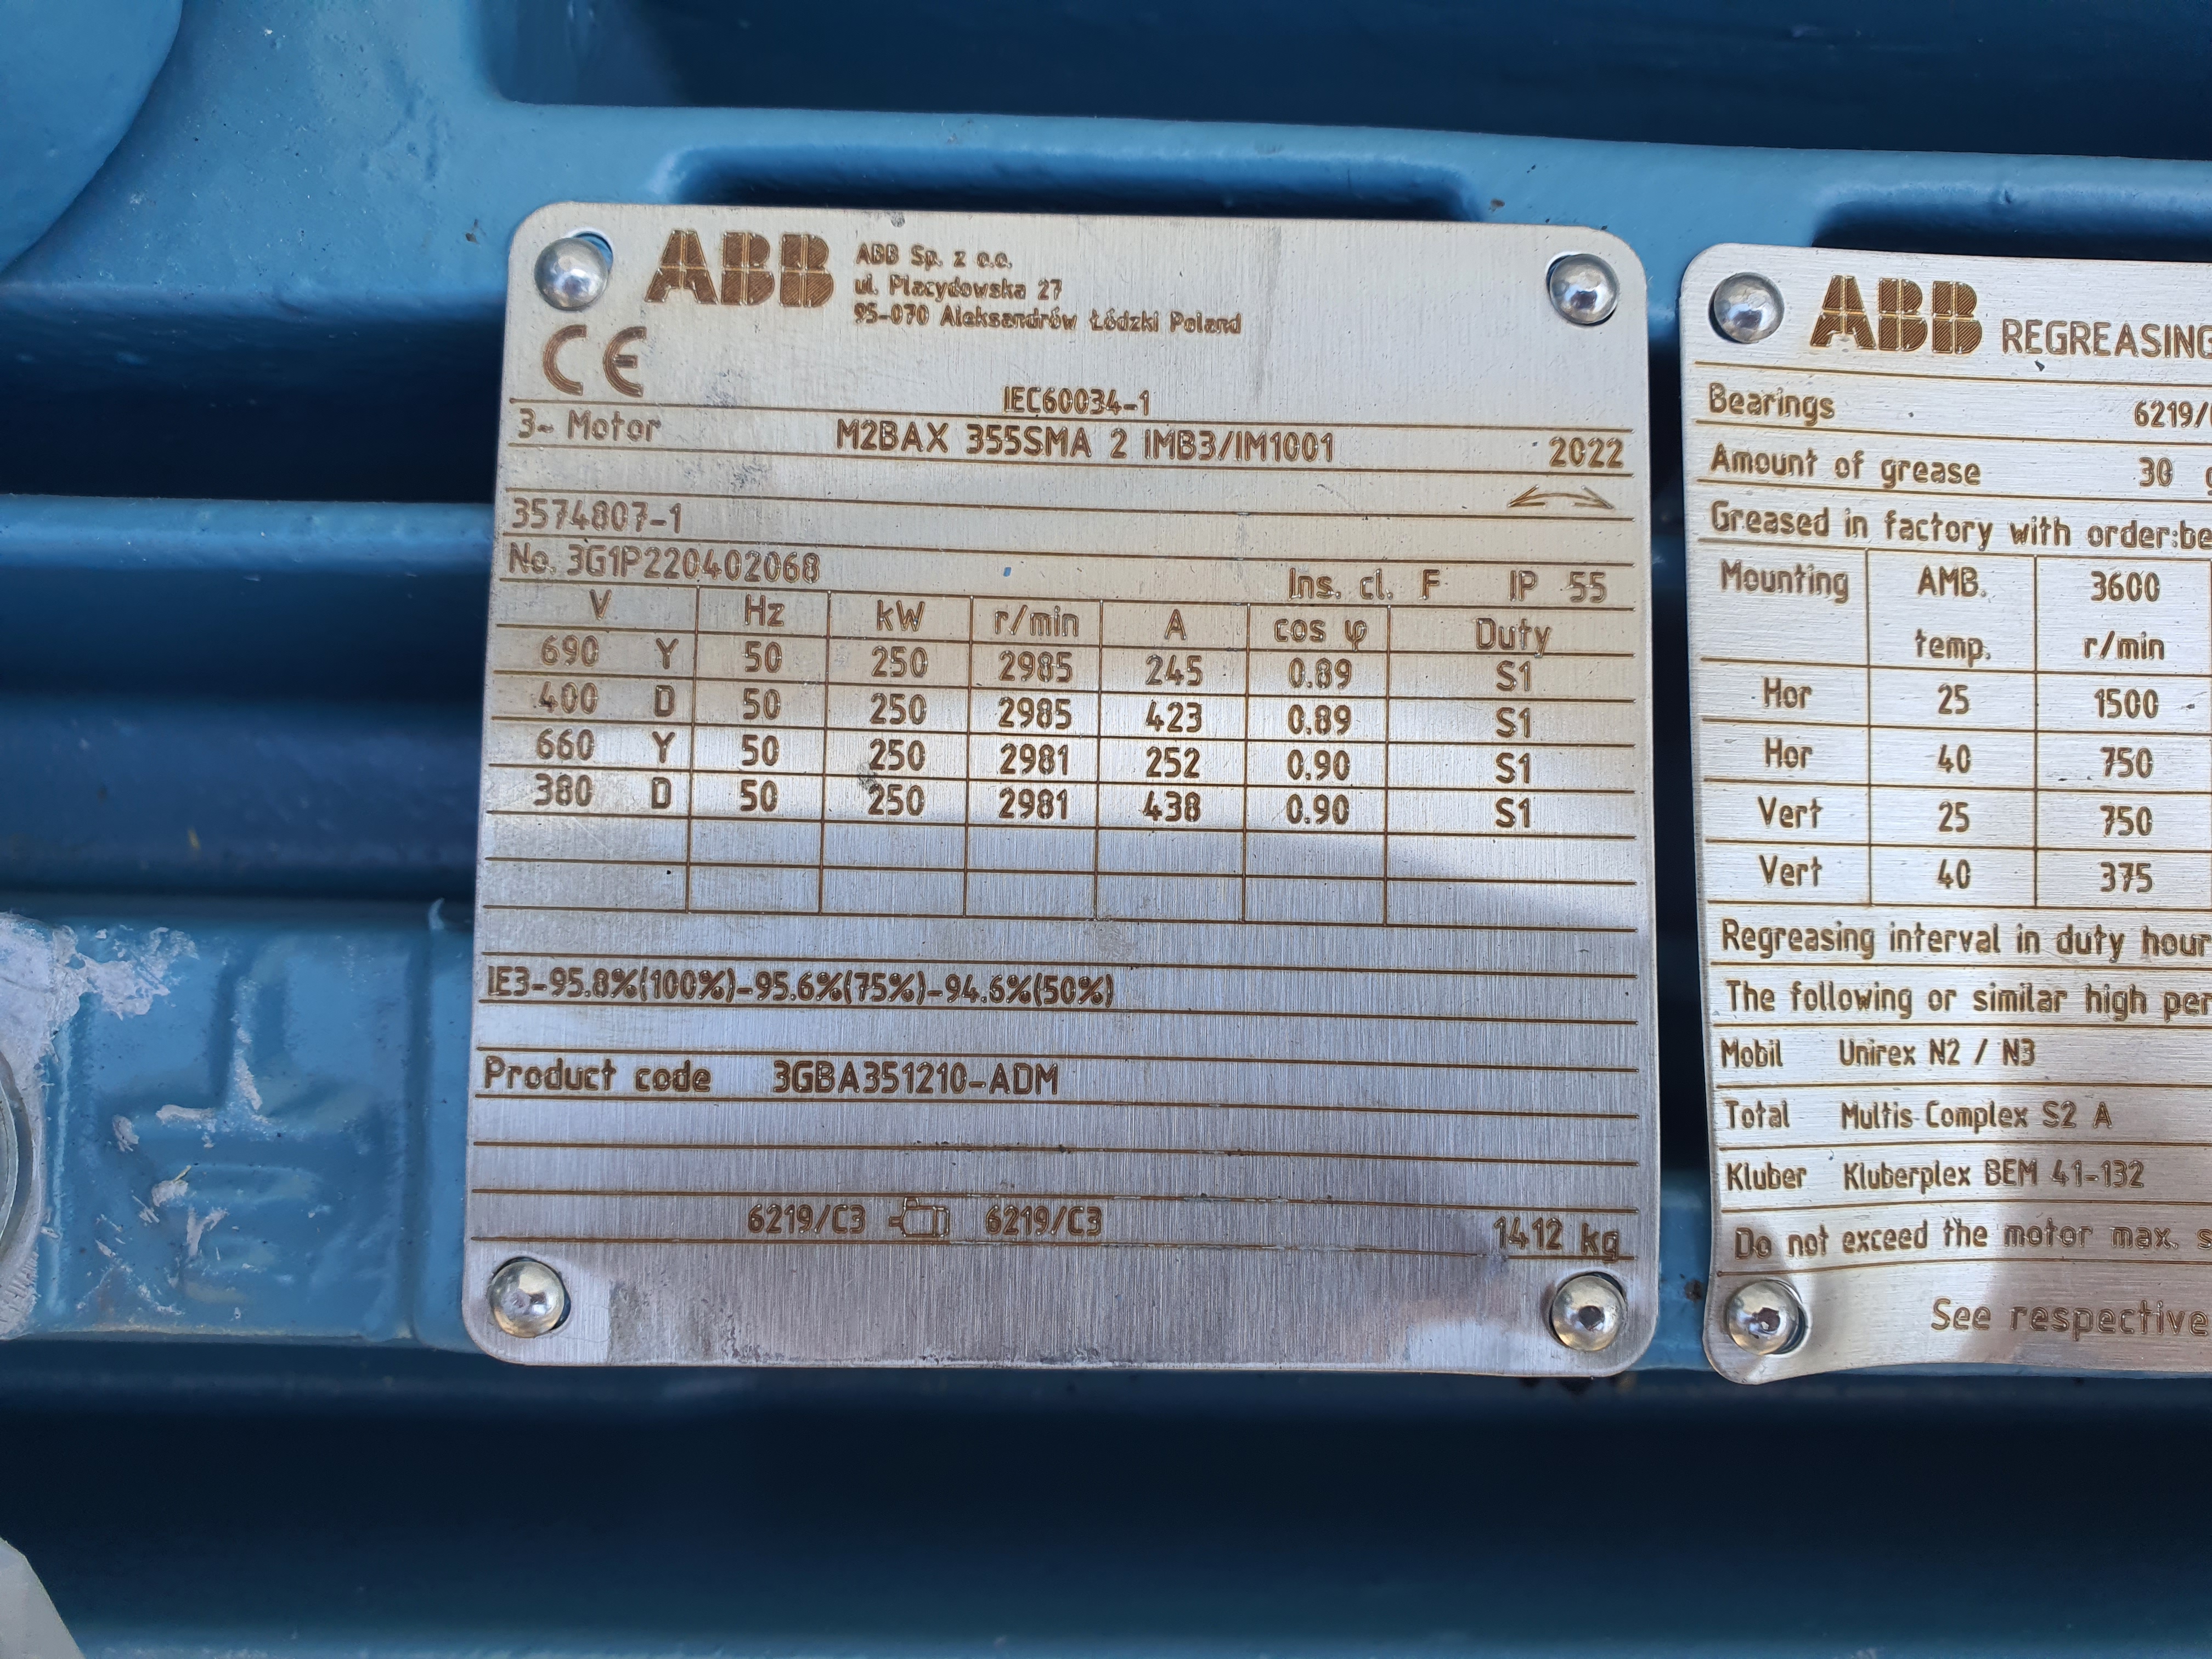 ABB
ABB Sp. z o.o.
ul. Placydowska 27
95-070 Aleksandrów Łódzki Poland
CE
IEC60034-1
3~ Motor M2BAX 355SMA 2 IMB3/IM1001 2022
3574807-1
No. 3G1P220402068 Ins. cl. F IP 55
V Hz kW r/min A cos φ Duty
690 Y 50 250 2985 245 0.89 S1
400 D 50 250 2985 423 0.89 S1
660 Y 50 250 2981 252 0.90 S1
380 D 50 250 2981 438 0.90 S1
IE3-95.8%(100%)-95.6%(75%)-94.6%(50%)
Product code 3GBA351210-ADM
6219/C3 6219/C3 1412 kg
ABB REGREASING
Bearings 6219/
Amount of grease 30
Greased in factory with order:be
Mounting AMB. 3600
temp. r/min
Hor 25 1500
Hor 40 750
Vert 25 750
Vert 40 375
Regreasing interval in duty hour
The following or similar high per
Mobil Unirex N2 / N3
Total Multis Complex S2 A
Kluber Kluberplex BEM 41-132
Do not exceed the motor max. s
See respective